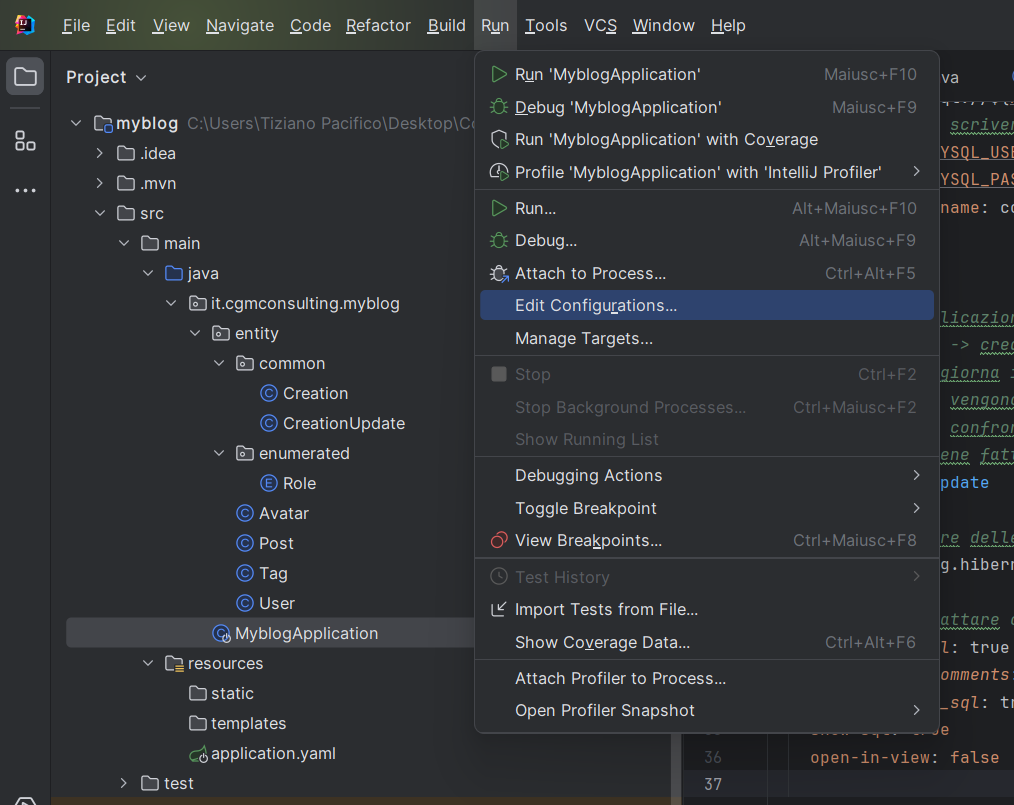 File Edit View Navigate Code Refactor Build Run Tools VCS Window Help
Project
myblog C:\Users\Tiziano Pacifico\Desktop\Co
.idea
.mvn
src
main
java
it.cgmconsulting.myblog
entity
common
Creation
CreationUpdate
enumerated
Role
Avatar
Post
Tag
User
MyblogApplication
resources
static
templates
application.yaml
test
Run 'MyblogApplication' Maiusc+F10
Debug 'MyblogApplication' Maiusc+F9
Run 'MyblogApplication' with Coverage
Profile 'MyblogApplication' with 'IntelliJ Profiler'
Run... Alt+Maiusc+F10
Debug... Alt+Maiusc+F9
Attach to Process... Ctrl+Alt+F5
Edit Configurations...
Manage Targets...
Stop Ctrl+F2
Stop Background Processes... Ctrl+Maiusc+F2
Show Running List
Debugging Actions
Toggle Breakpoint
View Breakpoints... Ctrl+Maiusc+F8
Test History
Import Tests from File...
Show Coverage Data... Ctrl+Alt+F6
Attach Profiler to Process...
Open Profiler Snapshot
va
scriver
YSQL_USE
YSQL_PAS
name: co
licazion
-> crea
giorna i
vengono
confron
ene fatt
pdate
re delle
g.hibern
attare
l: true
omments:
_sql: tr
36 open-in-view: false
37